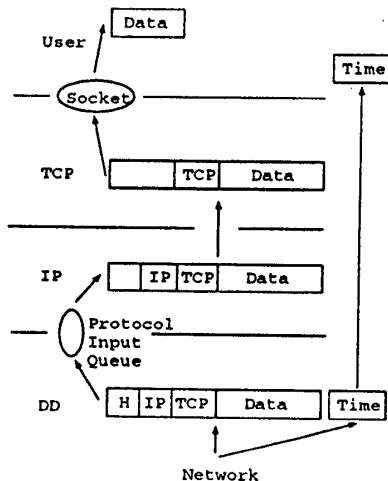 Data
User
Time
Socket
TCP
TCP Data
IP
IP TCP Data
Protocol
Input
Queue
DD
H IP TCP Data
Time
Network